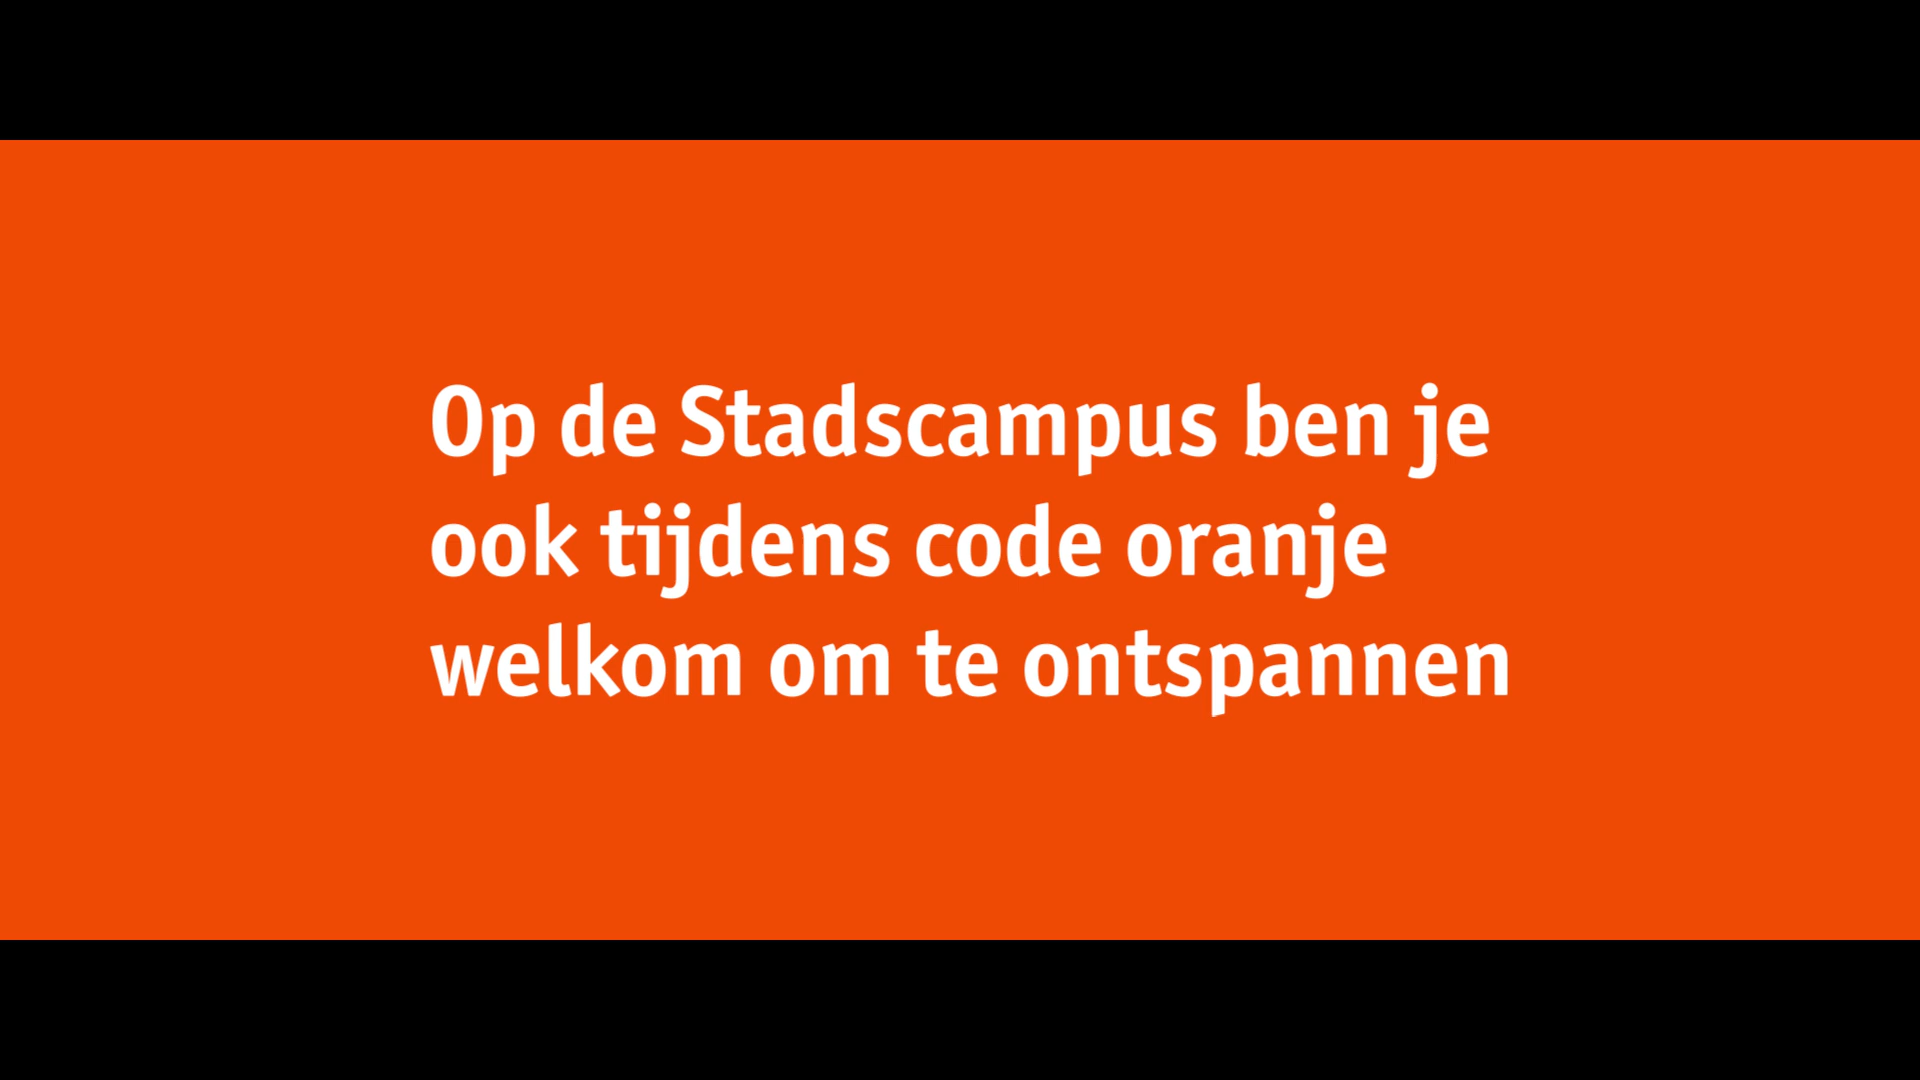 Op de Stadscampus ben je
ook tijdens code oranje
welkom om te ontspannen